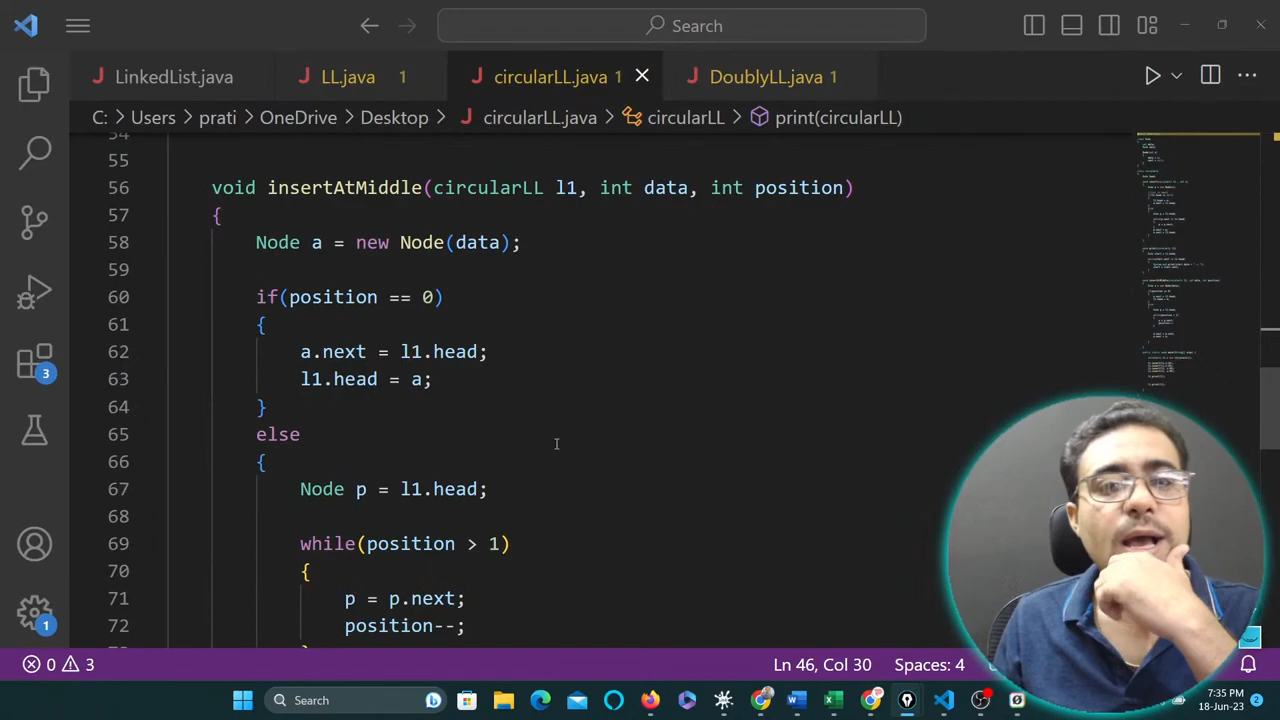 Search
LinkedList.java
LL.java 1
circularLL.java 1
DoublyLL.java 1
C: > Users > prati > OneDrive > Desktop > circularLL.java > circularLL > print(circularLL)
54
55
56 void insertAtMiddle(circularLL l1, int data, int position)
57 {
58 Node a = new Node(data);
59
60 if(position == 0)
61 {
62 a.next = l1.head;
63 l1.head = a;
64 }
65 else
66 {
67 Node p = l1.head;
68
69 while(position > 1)
70 {
71 p = p.next;
72 position--;
3
1
0 3
Ln 46, Col 30
Spaces: 4
Search
7:35 PM
18-Jun-23
2